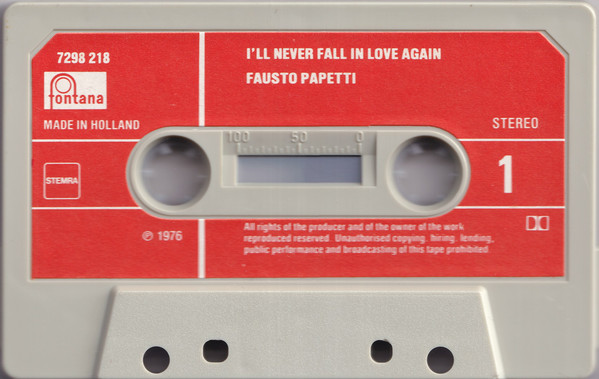 7298 218
fontana
MADE IN HOLLAND
I'LL NEVER FALL IN LOVE AGAIN
FAUSTO PAPETTI
STEREO
100 50 0
STEMRA
1
℗ 1976
All rights of the producer and of the owner of the work
reproduced reserved. Unauthorised copying, hiring, lending,
public performance and broadcasting of this tape prohibited